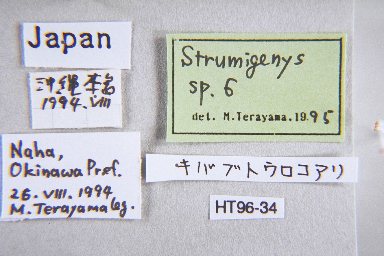 Japan
沖縄本島
1994.VIII
Naha,
Okinawa Pref.
26.VIII.1994
M.Terayama leg.
Strumigenys
sp. 6
det. M.Terayama.1995
キバブトウロコアリ
HT96-34